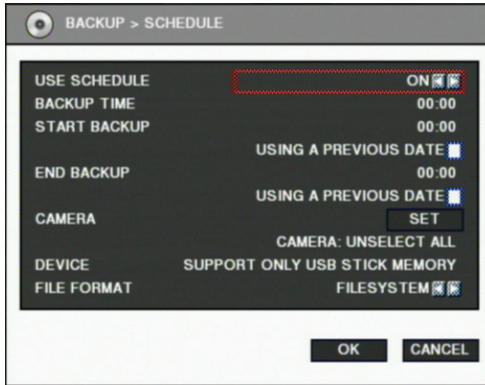 BACKUP > SCHEDULE
USE SCHEDULE ON
BACKUP TIME 00:00
START BACKUP 00:00
USING A PREVIOUS DATE
END BACKUP 00:00
USING A PREVIOUS DATE
CAMERA SET
CAMERA: UNSELECT ALL
DEVICE SUPPORT ONLY USB STICK MEMORY
FILE FORMAT FILESYSTEM
OK CANCEL